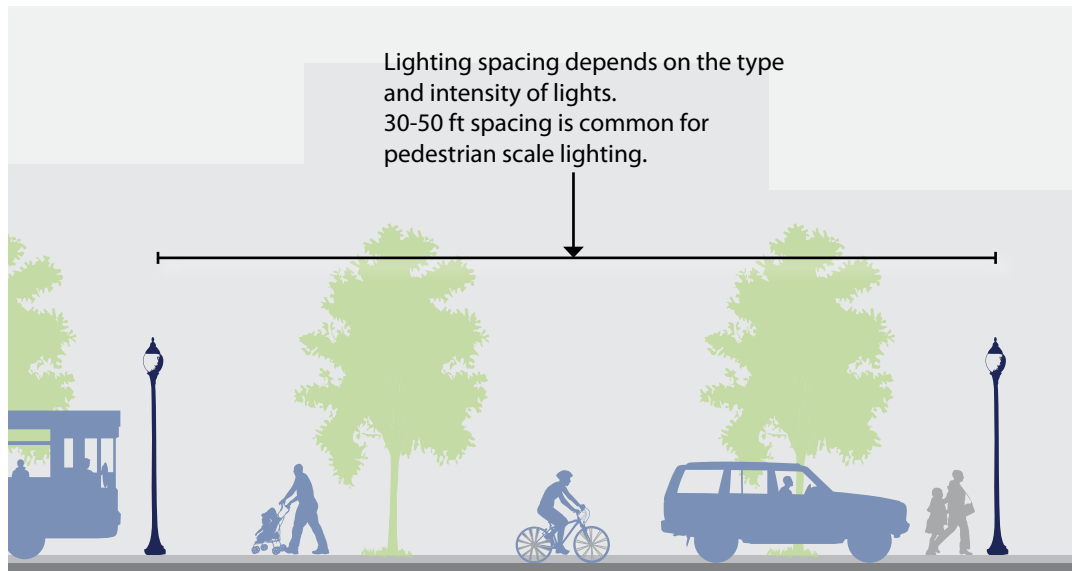 Lighting spacing depends on the type
and intensity of lights.
30-50 ft spacing is common for
pedestrian scale lighting.